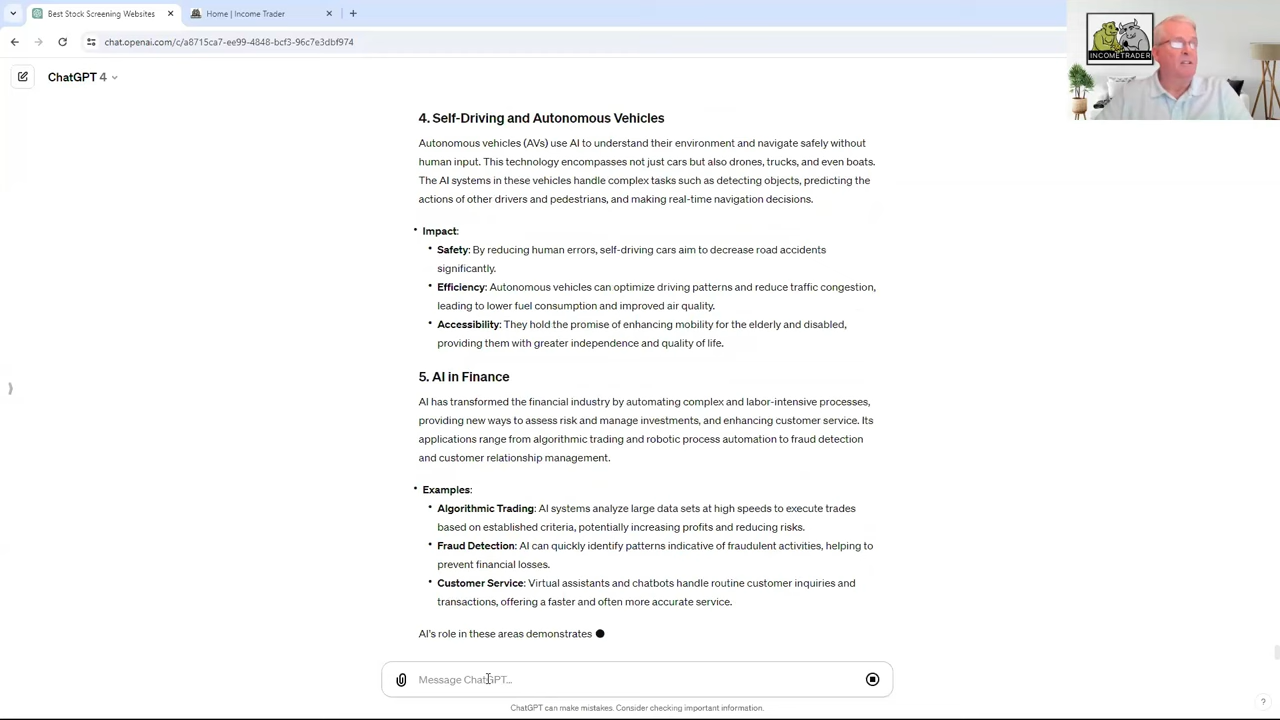 Best Stock Screening Websites
Home | Income Trader
chat.openai.com/c/a8715ca7-ee99-4848-bcf3-96c7e3dbf974
INCOMETRADER
ChatGPT 4
4. Self-Driving and Autonomous Vehicles
Autonomous vehicles (AVs) use AI to understand their environment and navigate safely without
human input. This technology encompasses not just cars but also drones, trucks, and even boats.
The AI systems in these vehicles handle complex tasks such as detecting objects, predicting the
actions of other drivers and pedestrians, and making real-time navigation decisions.
• Impact:
• Safety: By reducing human errors, self-driving cars aim to decrease road accidents
significantly.
• Efficiency: Autonomous vehicles can optimize driving patterns and reduce traffic congestion,
leading to lower fuel consumption and improved air quality.
• Accessibility: They hold the promise of enhancing mobility for the elderly and disabled,
providing them with greater independence and quality of life.
5. AI in Finance
AI has transformed the financial industry by automating complex and labor-intensive processes,
providing new ways to assess risk and manage investments, and enhancing customer service. Its
applications range from algorithmic trading and robotic process automation to fraud detection
and customer relationship management.
• Examples:
• Algorithmic Trading: AI systems analyze large data sets at high speeds to execute trades
based on established criteria, potentially increasing profits and reducing risks.
• Fraud Detection: AI can quickly identify patterns indicative of fraudulent activities, helping to
prevent financial losses.
• Customer Service: Virtual assistants and chatbots handle routine customer inquiries and
transactions, offering a faster and often more accurate service.
AI's role in these areas demonstrates
Message ChatGPT...
ChatGPT can make mistakes. Consider checking important information.
?